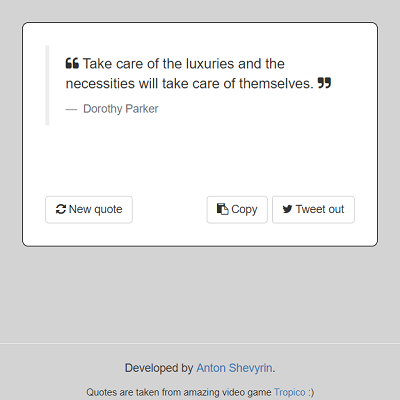 ❝ Take care of the luxuries and the
necessities will take care of themselves. ❞
— Dorothy Parker
New quote
Copy
Tweet out
Developed by Anton Shevyrin.
Quotes are taken from amazing video game Tropico :)